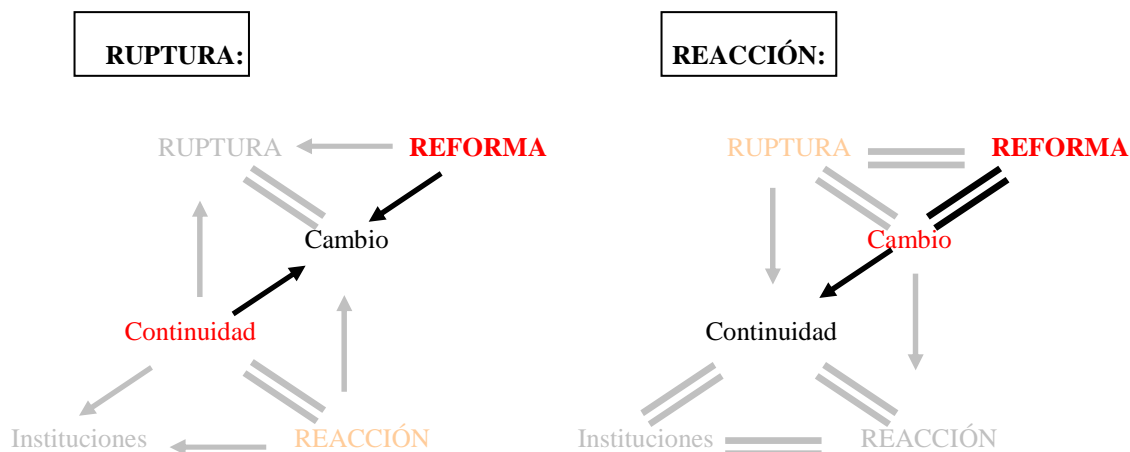 RUPTURA:
REACCIÓN:
RUPTURA
REFORMA
RUPTURA
REFORMA
Cambio
Cambio
Continuidad
Continuidad
Instituciones
REACCIÓN
Instituciones
REACCIÓN